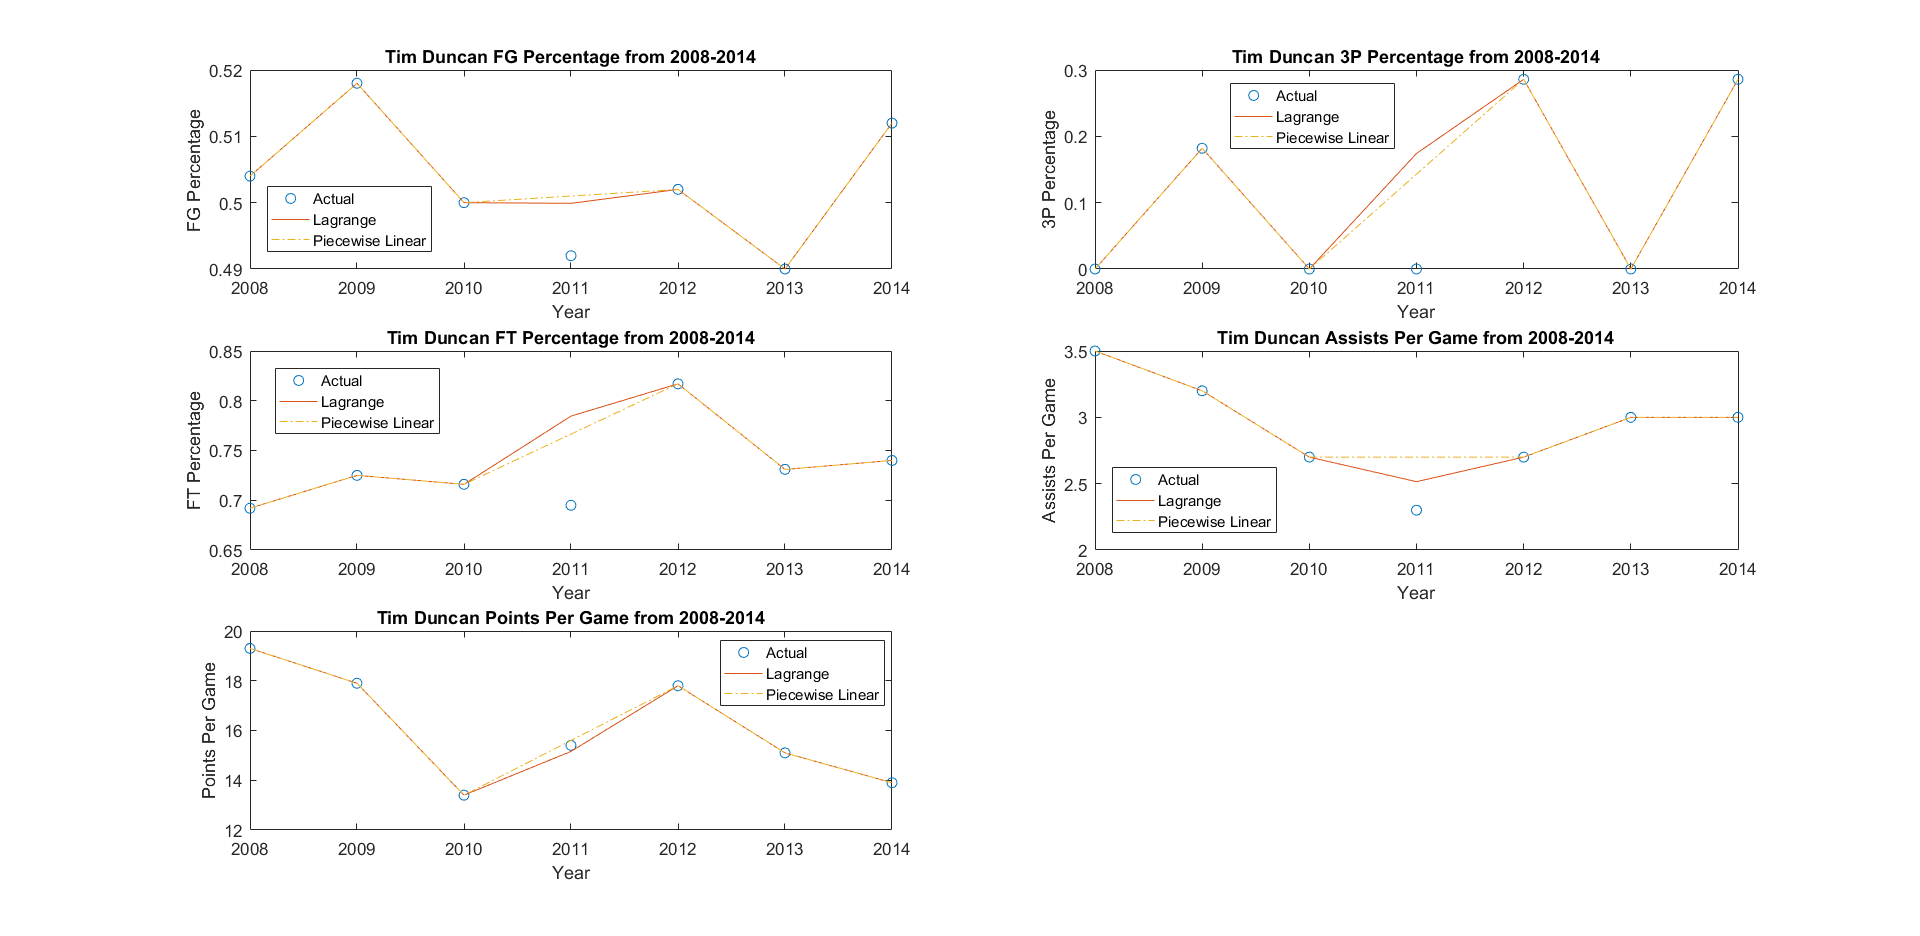 Tim Duncan FG Percentage from 2008-2014
FG Percentage
0.52
0.51
0.5
0.49
Actual
Lagrange
Piecewise Linear
2008 2009 2010 2011 2012 2013 2014
Year
Tim Duncan 3P Percentage from 2008-2014
3P Percentage
0.3
0.2
0.1
0
Actual
Lagrange
Piecewise Linear
2008 2009 2010 2011 2012 2013 2014
Year
Tim Duncan FT Percentage from 2008-2014
FT Percentage
0.85
0.8
0.75
0.7
0.65
Actual
Lagrange
Piecewise Linear
2008 2009 2010 2011 2012 2013 2014
Year
Tim Duncan Assists Per Game from 2008-2014
Assists Per Game
3.5
3
2.5
2
Actual
Lagrange
Piecewise Linear
2008 2009 2010 2011 2012 2013 2014
Year
Tim Duncan Points Per Game from 2008-2014
Points Per Game
20
18
16
14
12
Actual
Lagrange
Piecewise Linear
2008 2009 2010 2011 2012 2013 2014
Year